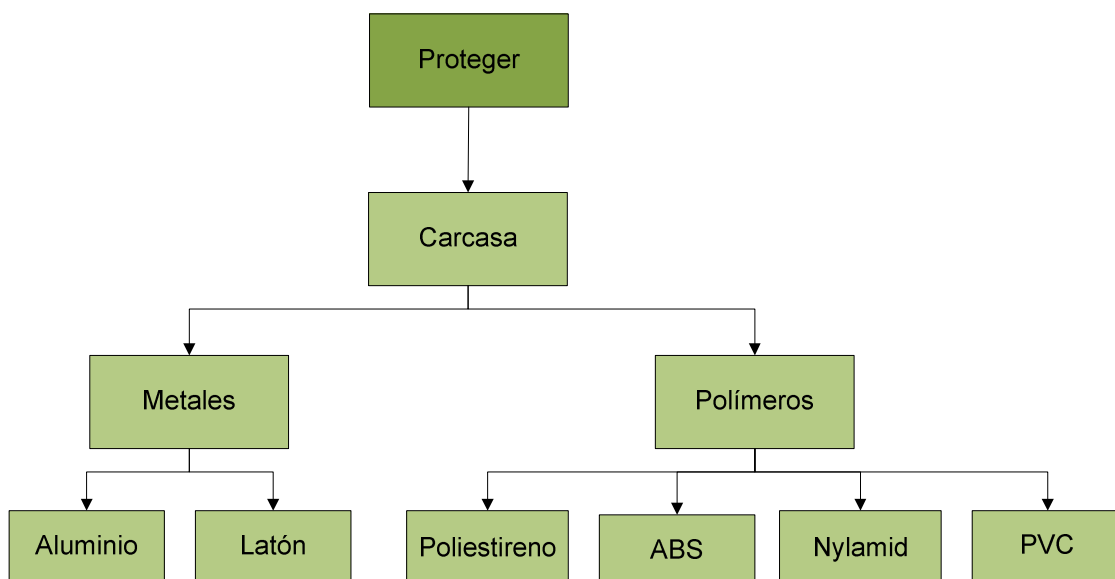 Proteger
Carcasa
Metales
Polímeros
Aluminio
Latón
Poliestireno
ABS
Nylamid
PVC